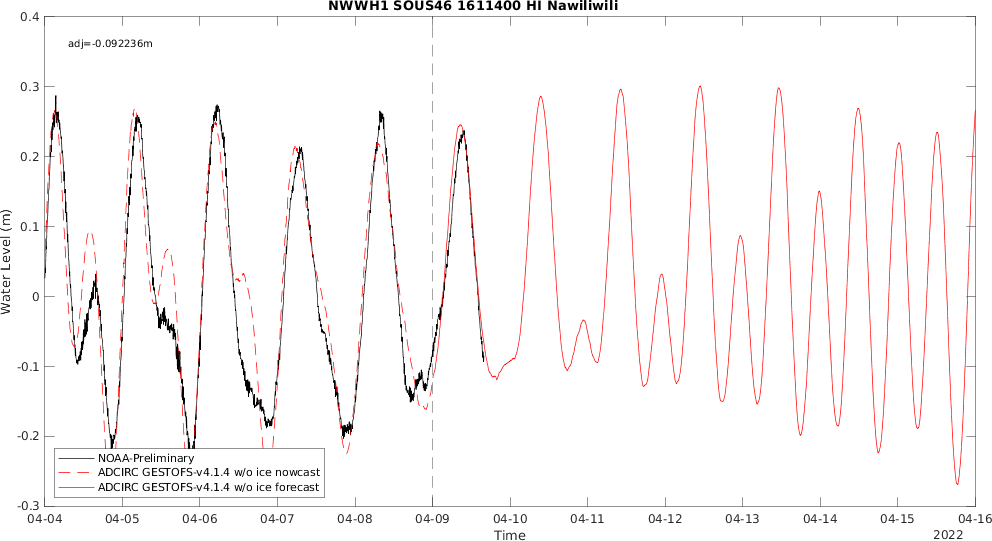 NWWH1 SOUS46 1611400 HI Nawiliwili
adj=-0.092236m
0.4
0.3
0.2
0.1
0
-0.1
-0.2
-0.3
Water Level (m)
NOAA-Preliminary
ADCIRC GESTOFS-v4.1.4 w/o ice nowcast
ADCIRC GESTOFS-v4.1.4 w/o ice forecast
04-04 04-05 04-06 04-07 04-08 04-09 04-10 04-11 04-12 04-13 04-14 04-15 04-16
Time
2022